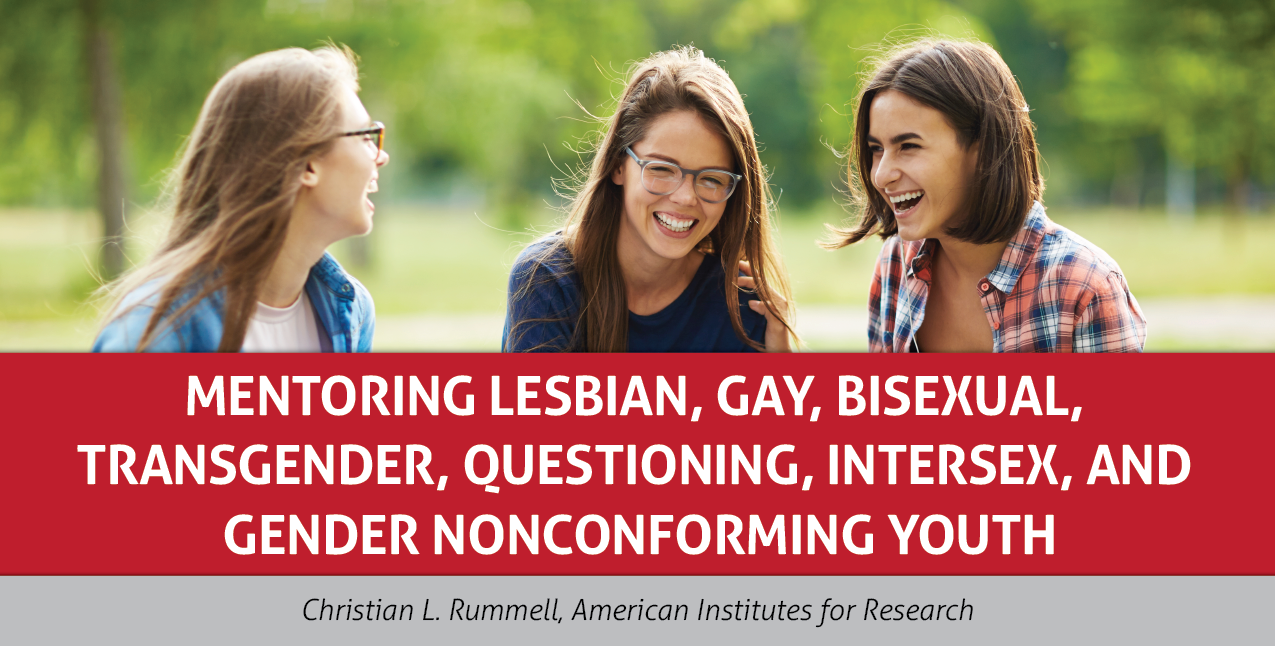 MENTORING LESBIAN, GAY, BISEXUAL,
TRANSGENDER, QUESTIONING, INTERSEX, AND
GENDER NONCONFORMING YOUTH
Christian L. Rummell, American Institutes for Research